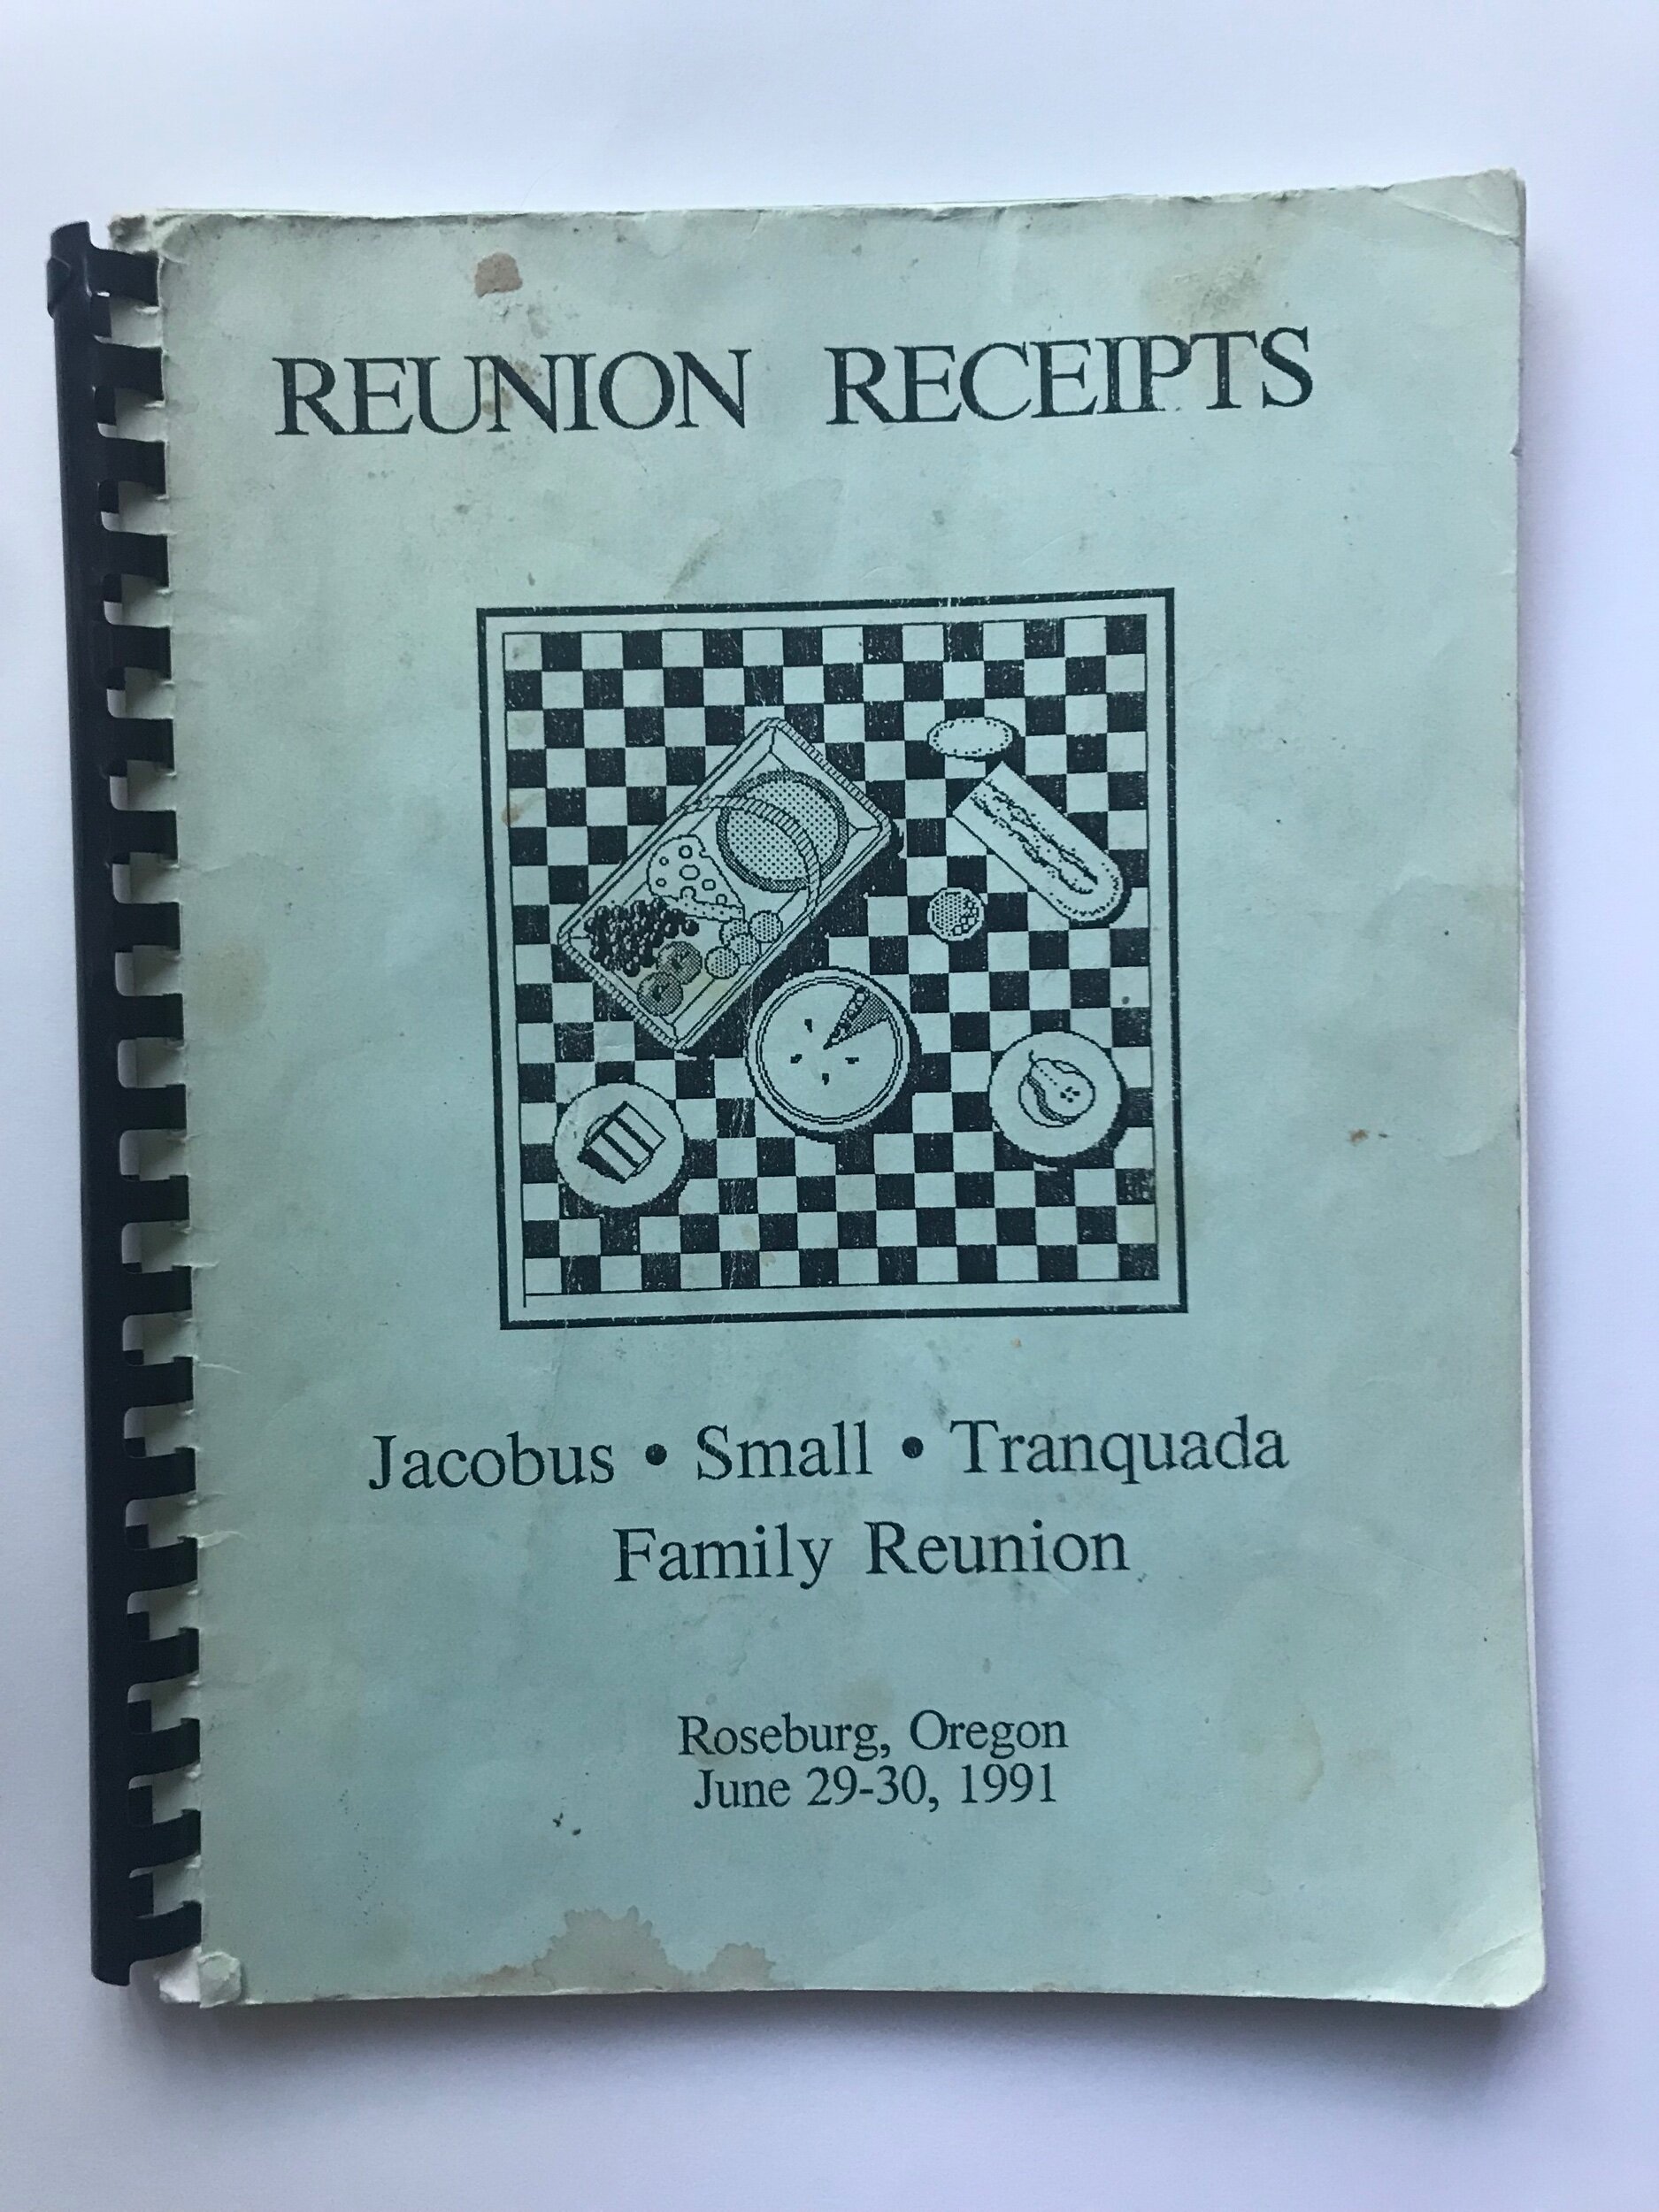 REUNION RECEIPTS
Jacobus • Small • Tranquada
Family Reunion
Roseburg, Oregon
June 29-30, 1991